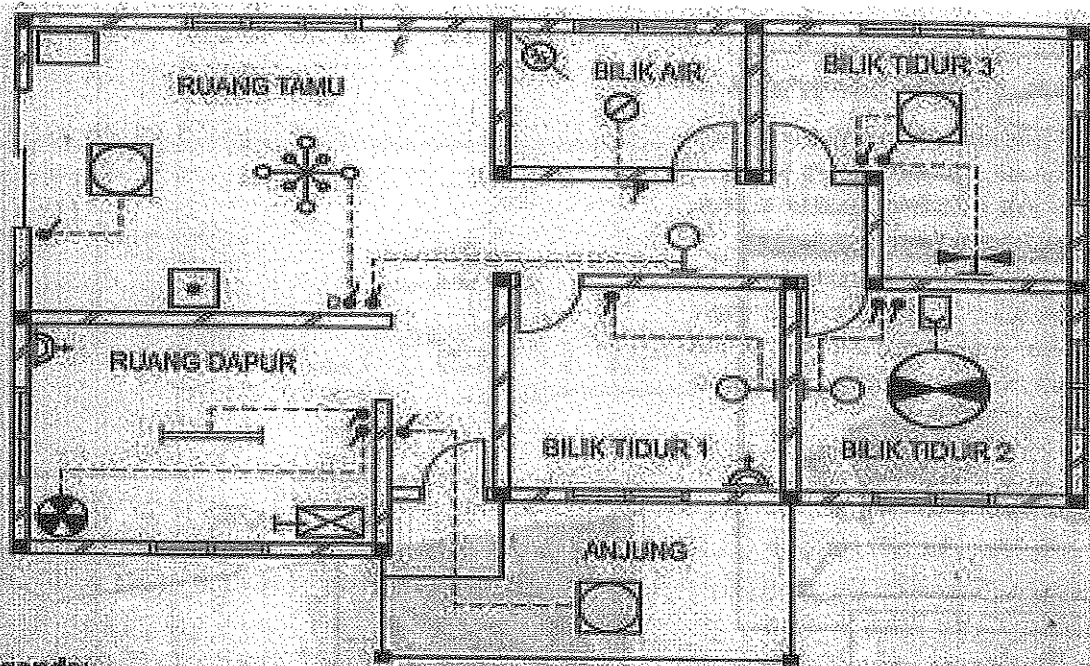 RUANG TAMU
BILIK AIR
BILIK TIDUR 3
RUANG DAPUR
BILIK TIDUR 1
BILIK TIDUR 2
ANJUNG